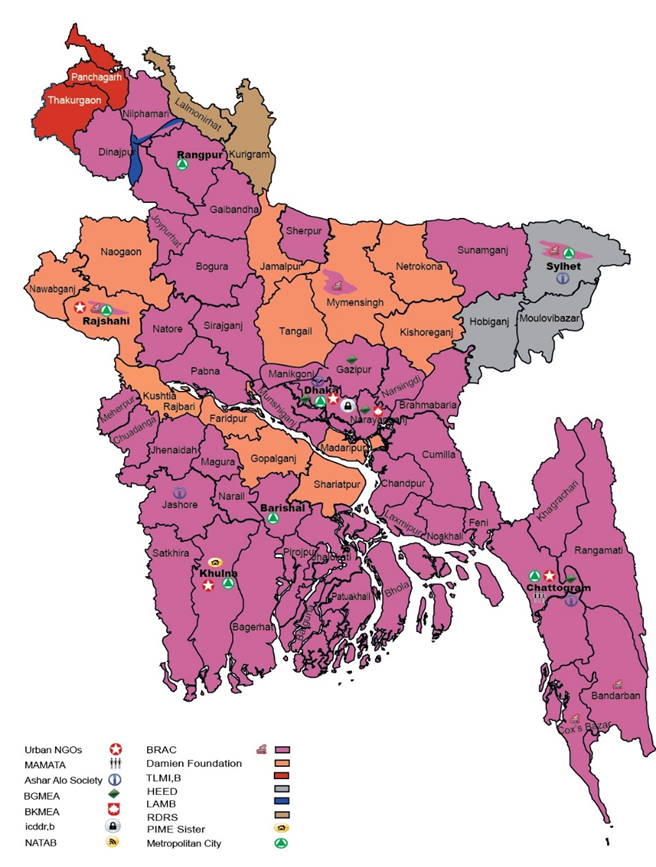 Panchagarh
Thakurgaon
Nilphamari
Lalmonirhat
Dinajpur
Rangpur
Kurigram
Gaibandha
Joypurhat
Sherpur
Naogaon
Bogura
Jamalpur
Netrokona
Sunamganj
Sylhet
Nawabganj
Mymensingh
Rajshahi
Natore
Sirajganj
Tangail
Kishoreganj
Hobiganj
Moulovibazar
Pabna
Manikgonj
Gazipur
Kushtia
Dhaka
Narsingdi
Meherpur
Rajbari
Munshiganj
Narayanganj
Brahmabaria
Chuadanga
Faridpur
Jhenaidah
Madaripur
Magura
Gopalganj
Cumilla
Shariatpur
Chandpur
Khagrachari
Jashore
Narail
Barishal
Laxmipur
Noakhali
Feni
Rangamati
Satkhira
Khulna
Pirojpur
Jhalokati
Patuakhali
Bhola
Chattogram
Bagerhat
Barguna
Bandarban
Cox's Bazar
Urban NGOs BRAC
MAMATA Damien Foundation
Ashar Alo Society TLMI,B
BGMEA HEED
BKMEA LAMB
icddr,b RDRS
NATAB PIME Sister
Metropolitan City
1